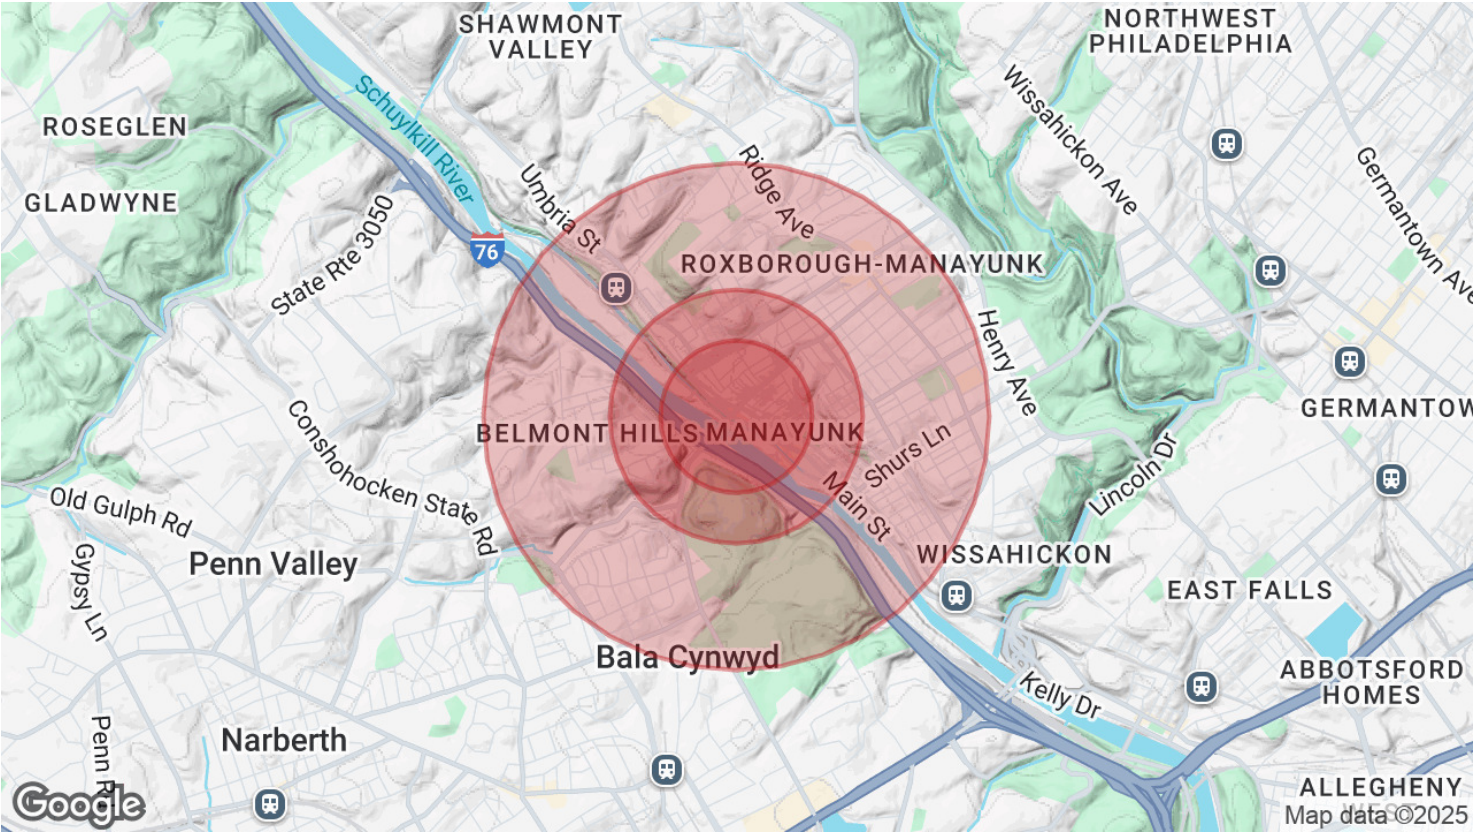 SHAWMONT
VALLEY
NORTHWEST
PHILADELPHIA
Schuylkill River
ROSEGLEN
Wissahickon Ave
Germantown Ave
Ridge Ave
Umbria St
GLADWYNE
State Rte 3050
76
ROXBOROUGH-MANAYUNK
Henry Ave
GERMANTOW
BELMONT HILLS
MANAYUNK
Shurs Ln
Main St
Lincoln Dr
Conshohocken State Rd
Old Gulph Rd
Gypsy Ln
Penn Valley
WISSAHICKON
EAST FALLS
Bala Cynwyd
Kelly Dr
ABBOTSFORD
HOMES
Penn R
Narberth
ALLEGHENY
WEST
Google
Map data ©2025